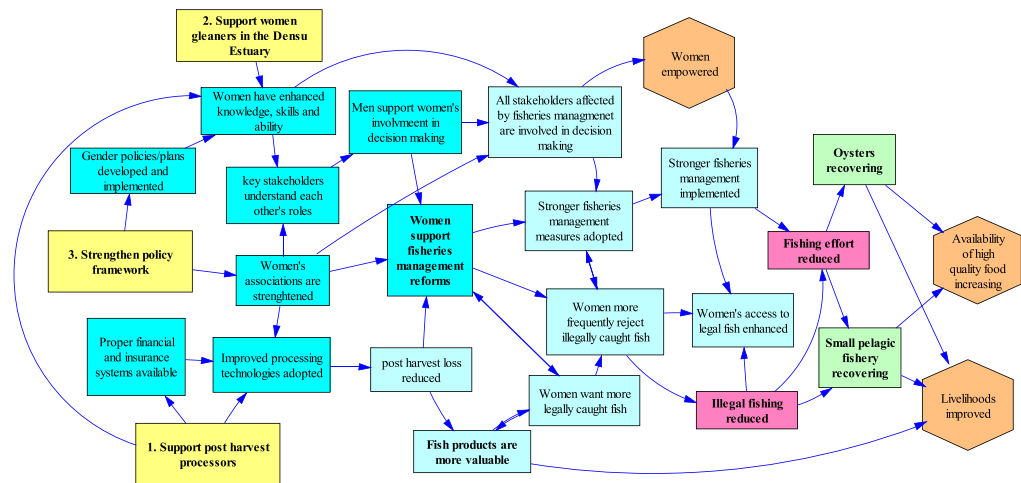 2. Support women
gleaners in the Densu
Estuary
Women
empowered
Women have enhanced
knowledge, skills and
ability
Men support women's
involvmeent in
decision making
All stakeholders affected
by fisheries managmenet
are involved in decision
making
Gender policies/plans
developed and
implemented
key stakeholders
understand each
other's roles
Stronger fisheries
management
implemented
Oysters
recovering
3. Strengthen policy
framework
Women's
associations are
strenghtened
Women
support
fisheries
management
reforms
Stronger fisheries
management
measures adopted
Fishing effort
reduced
Availability
of high
quality food
increasing
Proper financial
and insurance
systems available
Improved processing
technologies adopted
post harvest loss
reduced
Women more
frequently reject
illegally caught fish
Women's access to
legal fish enhanced
Small pelagic
fishery
recovering
Women want more
legally caught fish
Illegal fishing
reduced
Livelihoods
improved
1. Support post harvest
processors
Fish products are
more valuable